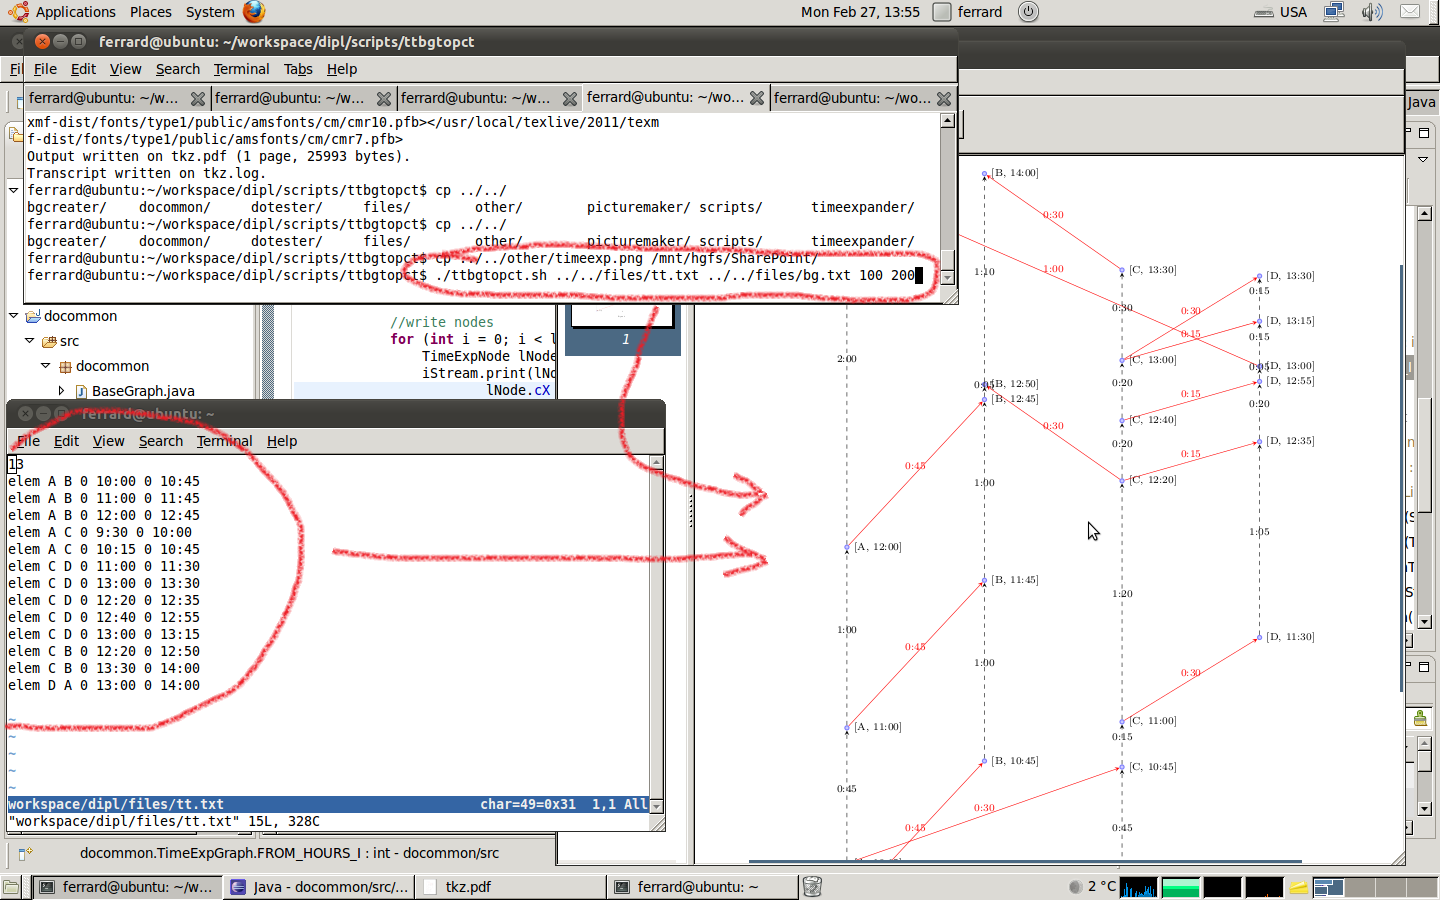 Applications Places System
Mon Feb 27, 13:55
ferrard
USA
ferrard@ubuntu: ~/workspace/dipl/scripts/ttbgtopct
File Edit View Search Terminal Tabs Help
ferrard@ubuntu: ~/w...
ferrard@ubuntu: ~/w...
ferrard@ubuntu: ~/w...
ferrard@ubuntu: ~/wo...
ferrard@ubuntu: ~/wo...
xmf-dist/fonts/type1/public/amsfonts/cm/cmr10.pfb></usr/local/texlive/2011/texm
f-dist/fonts/type1/public/amsfonts/cm/cmr7.pfb>
Output written on tkz.pdf (1 page, 25993 bytes).
Transcript written on tkz.log.
ferrard@ubuntu:~/workspace/dipl/scripts/ttbgtopct$ cp ../../
bgcreater/ docommon/ dotester/ files/ other/ picturemaker/ scripts/ timeexpander/
ferrard@ubuntu:~/workspace/dipl/scripts/ttbgtopct$ cp ../../
bgcreater/ docommon/ dotester/ files/ other/ picturemaker/ scripts/ timeexpander/
ferrard@ubuntu:~/workspace/dipl/scripts/ttbgtopct$ cp ../../other/timeexp.png /mnt/hgfs/SharePoint/
ferrard@ubuntu:~/workspace/dipl/scripts/ttbgtopct$ ./ttbgtopct.sh ../../files/tt.txt ../../files/bg.txt 100 200
Java
docommon
src
docommon
BaseGraph.java
//write nodes
for (int i = 0; i < l
TimeExpNode lNode
iStream.print(lNo
lNode.cX
1
ferrard@ubuntu: ~
File Edit View Search Terminal Help
13
elem A B 0 10:00 0 10:45
elem A B 0 11:00 0 11:45
elem A B 0 12:00 0 12:45
elem A C 0 9:30 0 10:00
elem A C 0 10:15 0 10:45
elem C D 0 11:00 0 11:30
elem C D 0 13:00 0 13:30
elem C D 0 12:20 0 12:35
elem C D 0 12:40 0 12:55
elem C D 0 13:00 0 13:15
elem C B 0 12:20 0 12:50
elem C B 0 13:30 0 14:00
elem D A 0 13:00 0 14:00
~
~
~
~
~
workspace/dipl/files/tt.txt char=49=0x31 1,1 All
"workspace/dipl/files/tt.txt" 15L, 328C
[B, 14:00]
0:30
1:10
1:00
[C, 13:30]
[D, 13:30]
0:15
0:30
0:30
[D, 13:15]
0:15
0:15
2:00
[C, 13:00]
[D, 13:00]
[D, 12:55]
[B, 12:50]
0:20
0:15
[B, 12:45]
0:20
[C, 12:40]
0:30
0:20
[D, 12:35]
0:15
0:45
[C, 12:20]
1:00
1:05
[A, 12:00]
[B, 11:45]
1:20
1:00
[D, 11:30]
0:45
1:00
0:30
[C, 11:00]
[A, 11:00]
0:15
[B, 10:45]
[C, 10:45]
0:45
0:30
0:45
0:45
docommon.TimeExpGraph.FROM_HOURS_I : int - docommon/src
ferrard@ubuntu: ~/w...
Java - docommon/src/...
tkz.pdf
ferrard@ubuntu: ~
2 °C